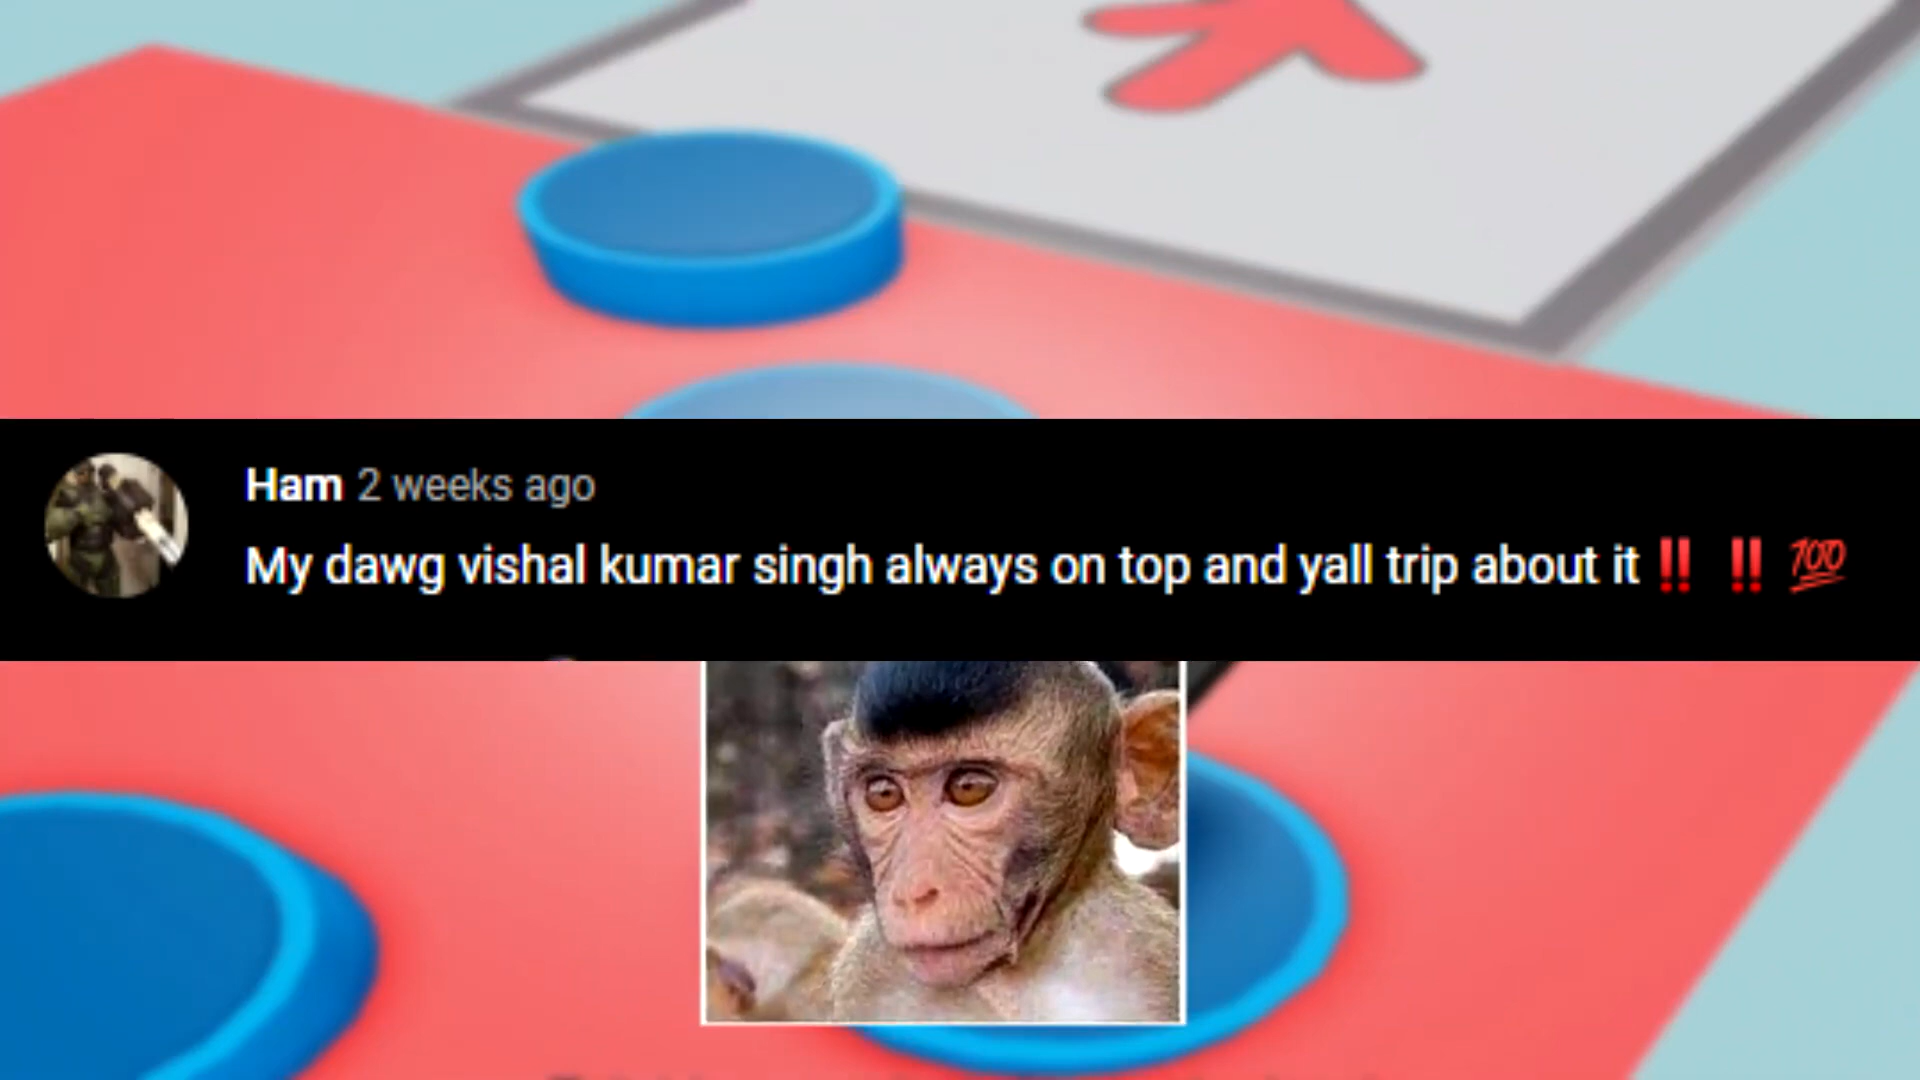 Ham 2 weeks ago
My dawg vishal kumar singh always on top and yall trip about it ‼️ ‼️ 💯